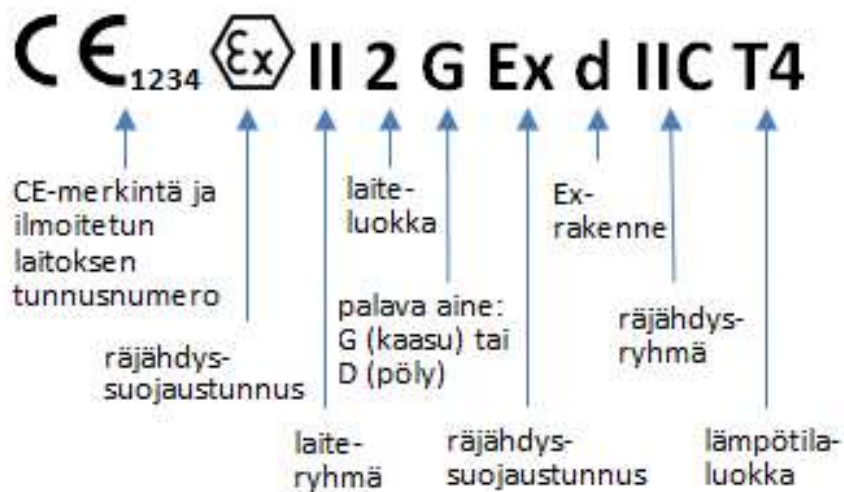 CE1234 Ex II 2 G Ex d IIC T4
CE-merkintä ja
ilmoitetun
laitoksen
tunnusnumero
räjähdys-
suojaustunnus
laite-
ryhmä
laite-
luokka
palava aine:
G (kaasu) tai
D (pöly)
räjähdys-
suojaustunnus
Ex-
rakenne
räjähdys-
ryhmä
lämpötila-
luokka